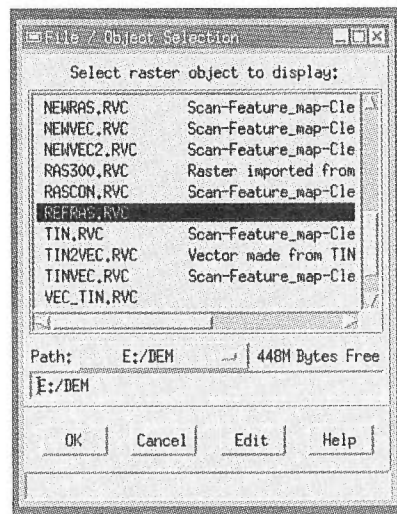 File / Object Selection
Select raster object to display:
NEWRAS.RVC Scan-Feature_map-Cle
NEWVEC.RVC Scan-Feature_map-Cle
NEWVEC2.RVC Scan-Feature_map-Cle
RAS300.RVC Raster imported from
RASCON.RVC Scan-Feature_map-Cle
REFRAS.RVC
TIN.RVC Scan-Feature_map-Cle
TIN2VEC.RVC Vector made from TIN
TINVEC.RVC Scan-Feature_map-Cle
VEC_TIN.RVC
Path: E:/DEM 448M Bytes Free
E:/DEM
OK Cancel Edit Help